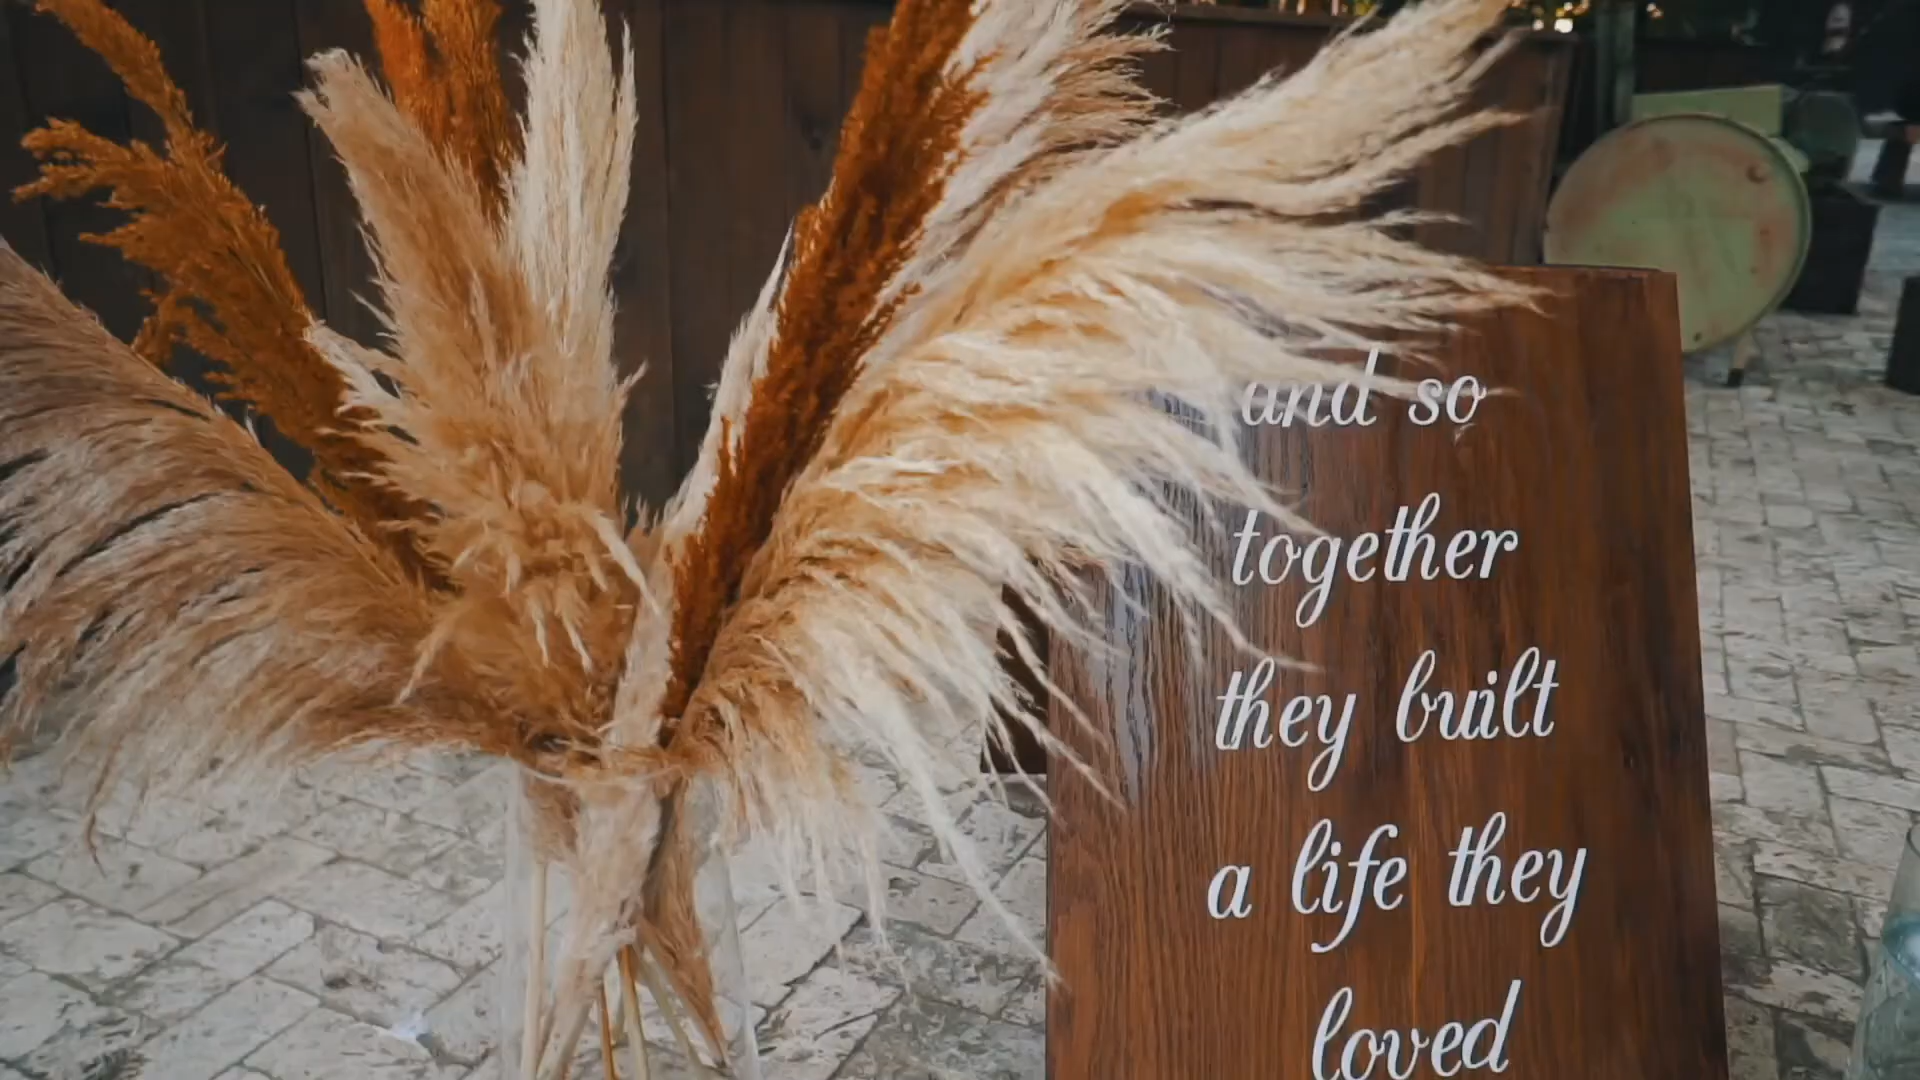 and so
together
they built
a life they
loved